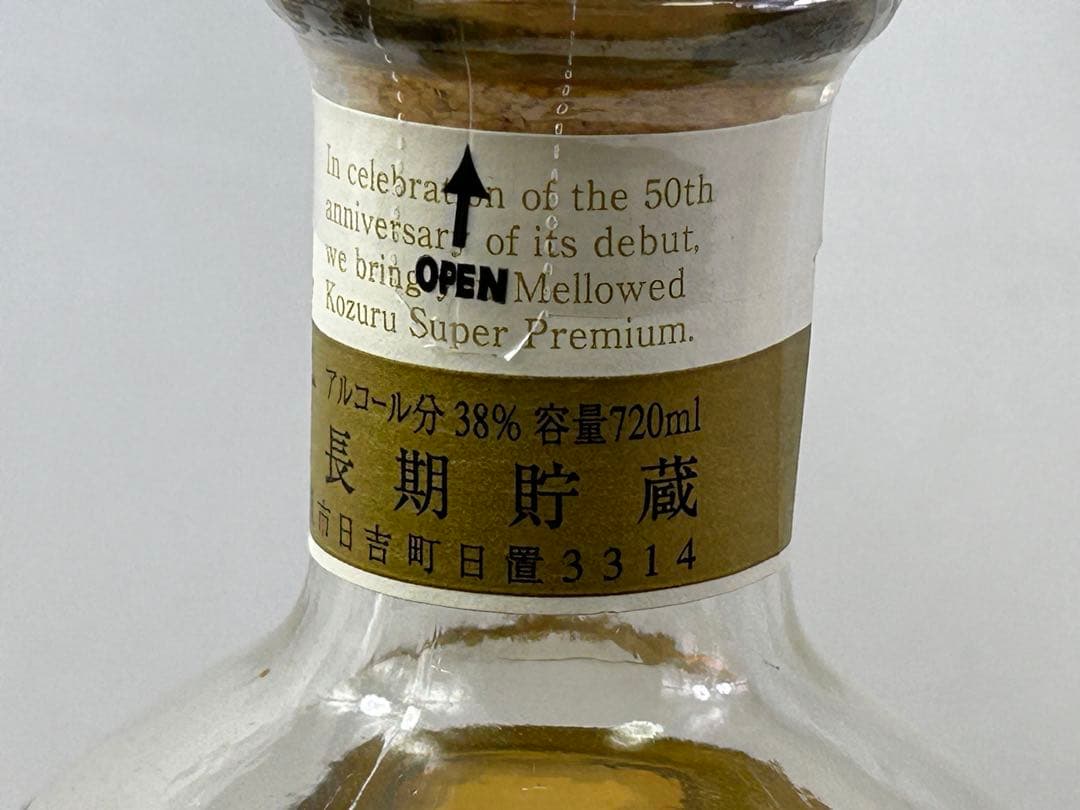 In celebration of the 50th
anniversary of its debut,
we bring you Mellowed
Kozuru Super Premium.
OPEN
アルコール分 38% 容量720ml
長期貯蔵
市日吉町日置3314